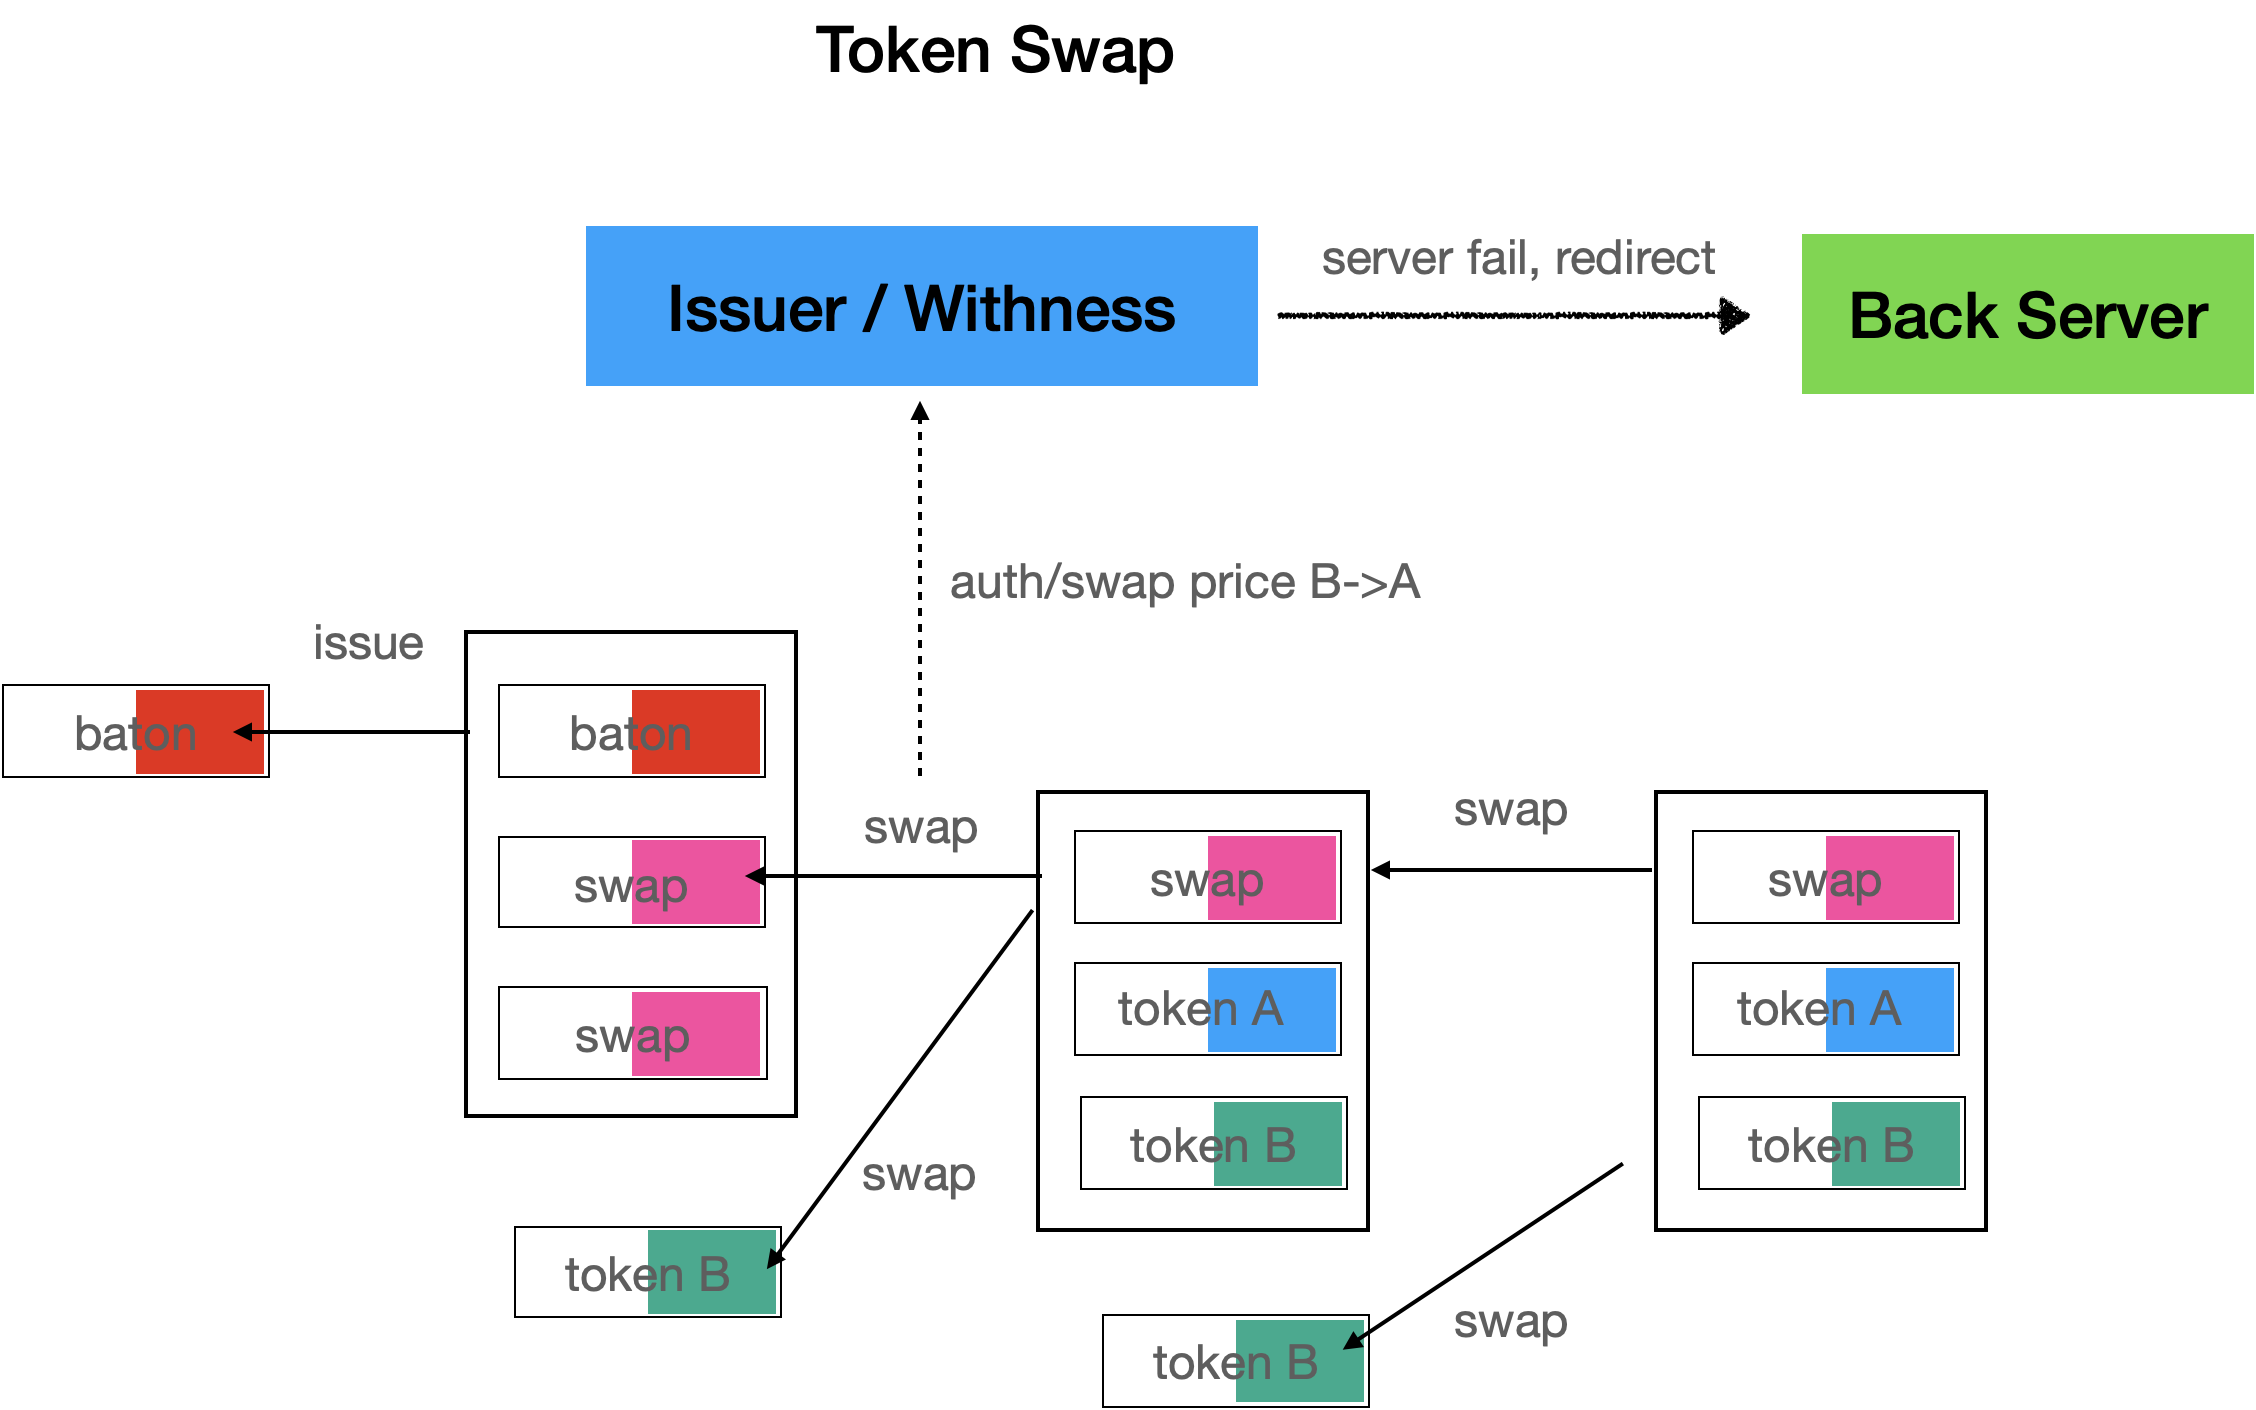 Token Swap
Issuer / Withness
server fail, redirect
Back Server
auth/swap price B->A
issue
baton
baton
swap
swap
swap
swap
swap
swap
token A
token B
swap
token A
token B
token B
swap
token B
swap